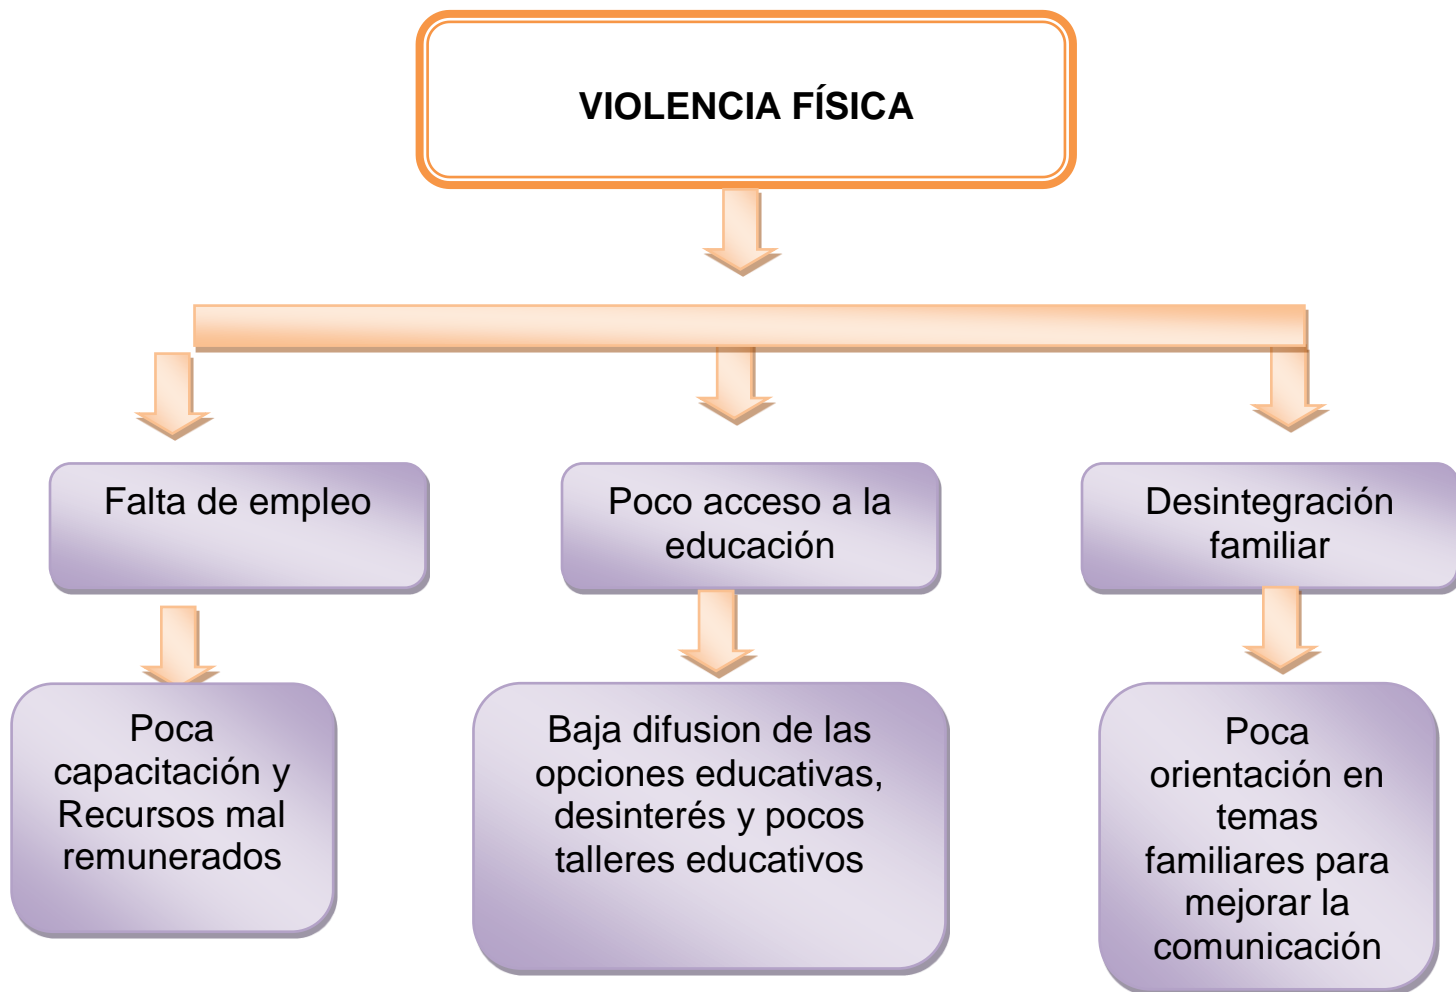 VIOLENCIA FÍSICA
Falta de empleo
Poco acceso a la
educación
Desintegración
familiar
Poca
capacitación y
Recursos mal
remunerados
Baja difusion de las
opciones educativas,
desinterés y pocos
talleres educativos
Poca
orientación en
temas
familiares para
mejorar la
comunicación